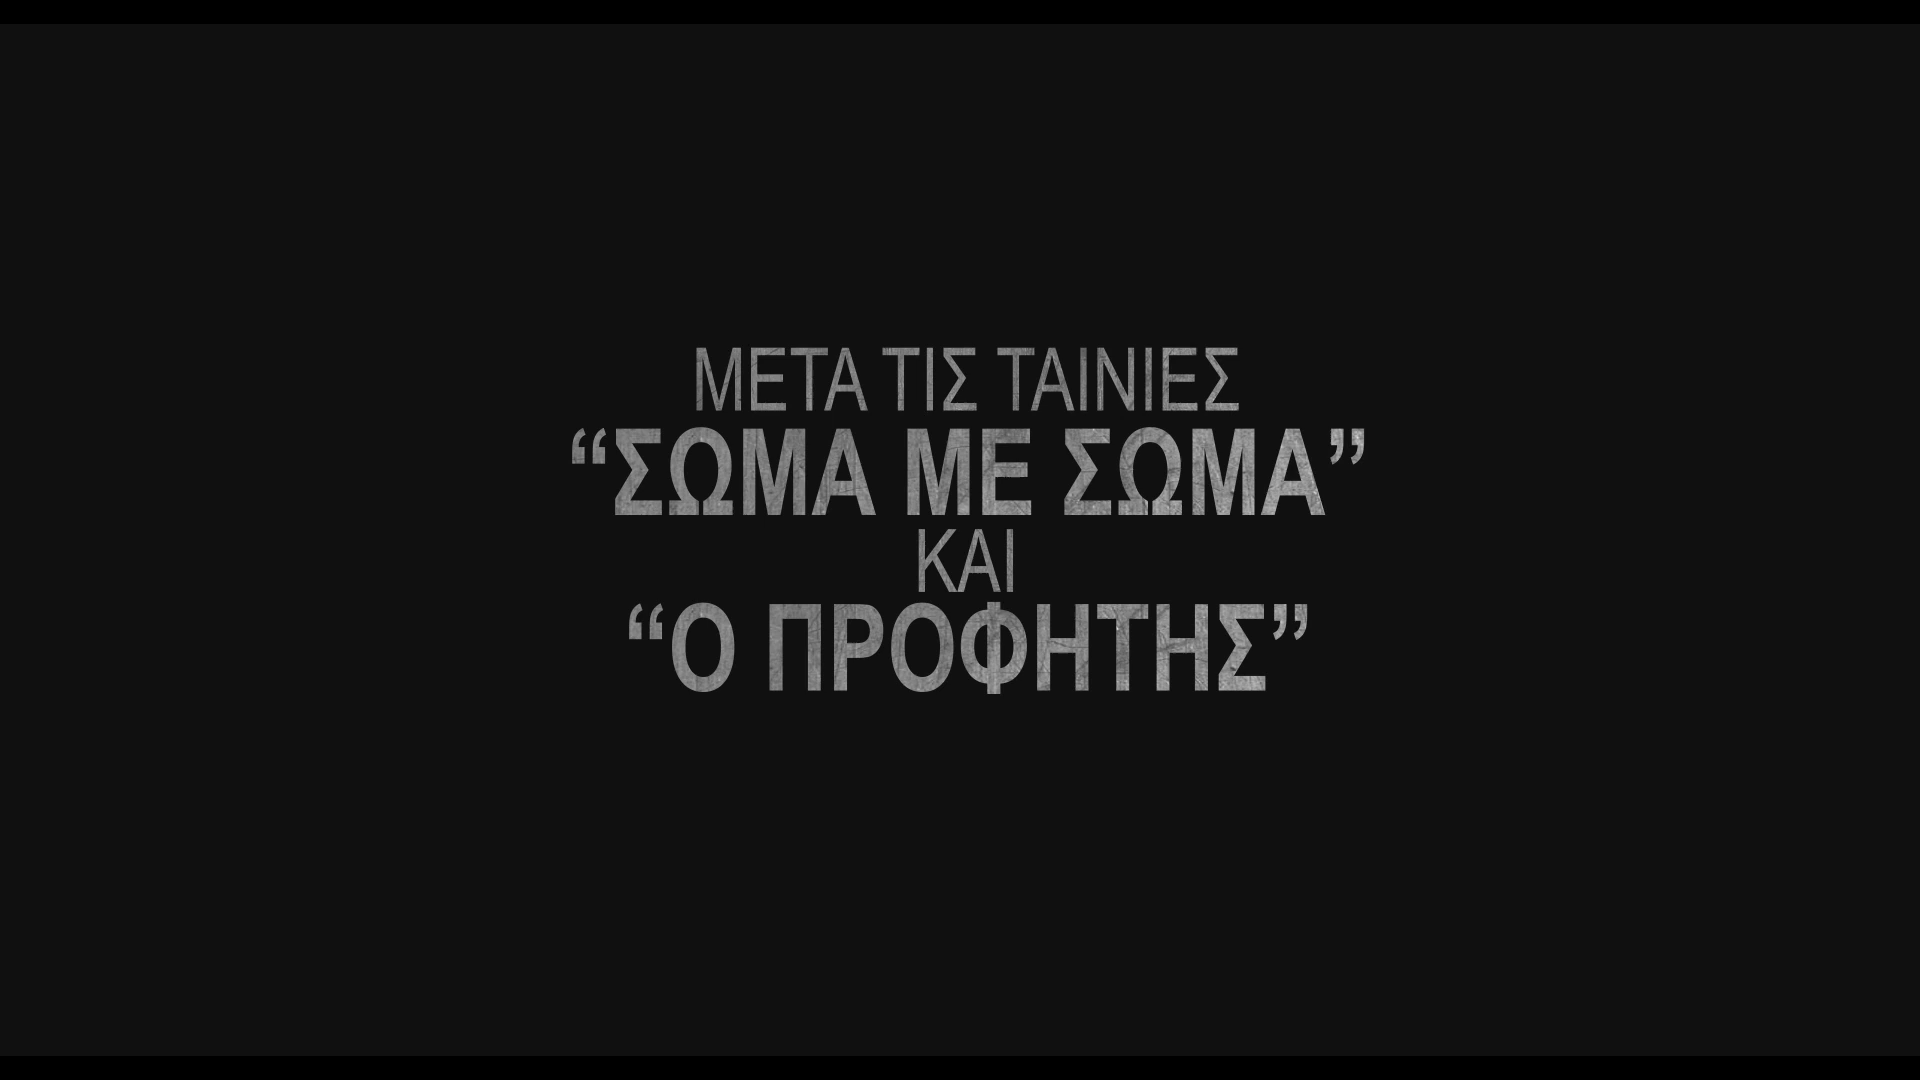 ΜΕΤΑ ΤΙΣ ΤΑΙΝΙΕΣ
“ΣΩΜΑ ΜΕ ΣΩΜΑ”
ΚΑΙ
“Ο ΠΡΟΦΗΤΗΣ”